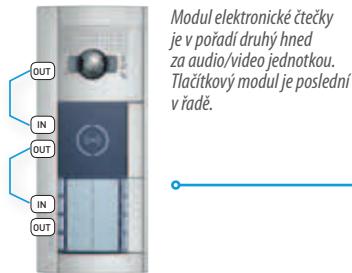 Modul elektronické čtečky
je v pořadí druhý hned
za audio/video jednotkou.
Tlačítkový modul je poslední
v řadě.
OUT
IN
OUT
IN
OUT